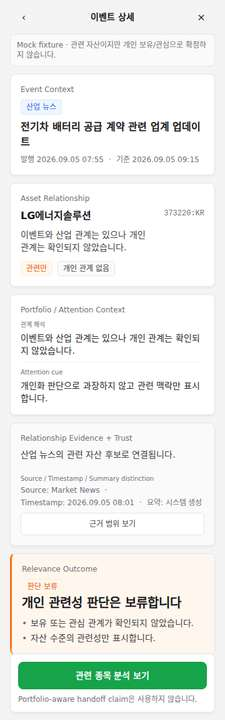 ‹ 이벤트 상세 ×
Mock fixture · 관련 자산이지만 개인 보유/관심으로 확정하
지 않습니다.
Event Context
산업 뉴스
전기차 배터리 공급 계약 관련 업계 업데이
트
발행 2026.09.05 07:55 · 기준 2026.09.05 09:15
Asset Relationship
LG에너지솔루션 373220:KR
이벤트와 산업 관계는 있으나 개인
관계는 확인되지 않았습니다.
관련만 개인 관계 없음
Portfolio / Attention Context
관계 해석
이벤트와 산업 관계는 있으나 개인 관계는 확인되
지 않았습니다.
Attention cue
개인화 판단으로 과장하지 않고 관련 맥락만 표시
합니다.
Relationship Evidence + Trust
산업 뉴스의 관련 자산 후보로 연결됩니다.
Source / Timestamp / Summary distinction
Source: Market News ·
Timestamp: 2026.09.05 08:01 · 요약: 시스템 생성
근거 범위 보기
Relevance Outcome
판단 보류
개인 관련성 판단은 보류합니다
• 보유 또는 관심 관계가 확인되지 않았습니다.
• 자산 수준의 관련성만 표시합니다.
관련 종목 분석 보기
Portfolio-aware handoff claim은 사용하지 않습니다.